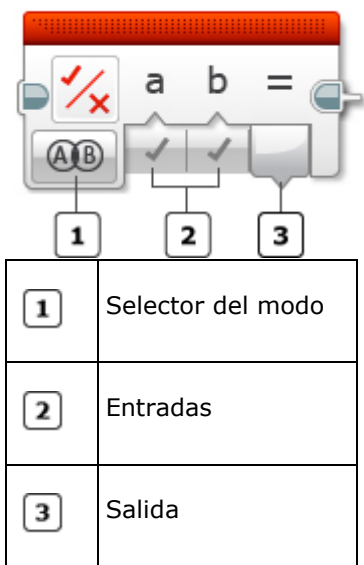 a b =
A B
1 2 3
1 Selector del modo
2 Entradas
3 Salida